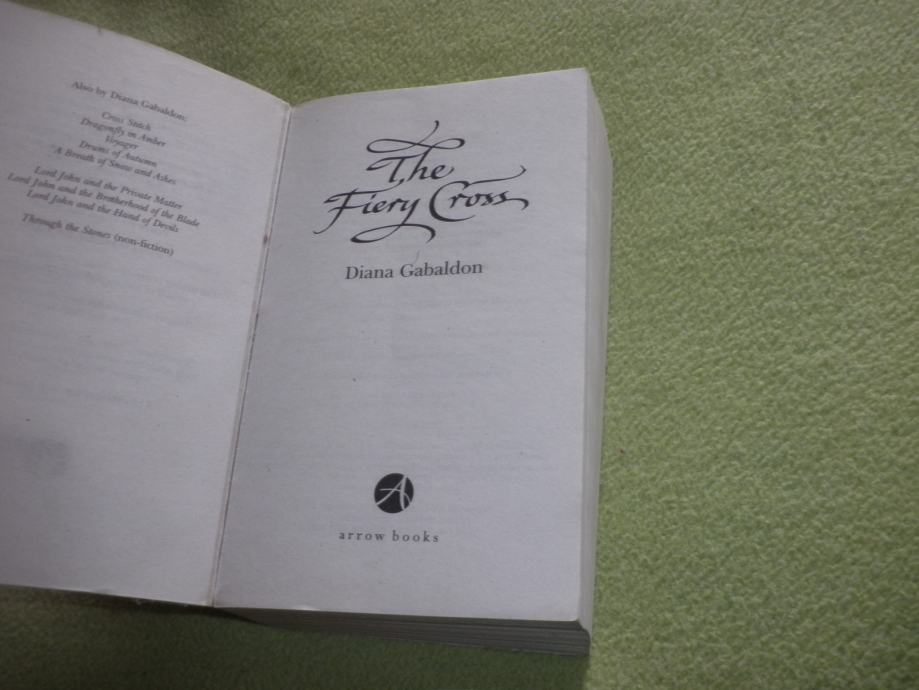 Also by Diana Gabaldon:
Cross Stitch
Dragonfly in Amber
Voyager
Drums of Autumn
A Breath of Snow and Ashes
Lord John and the Private Matter
Lord John and the Brotherhood of the Blade
Lord John and the Hand of Devils
Through the Stones (non-fiction)
The
Fiery Cross
Diana Gabaldon
A
arrow books